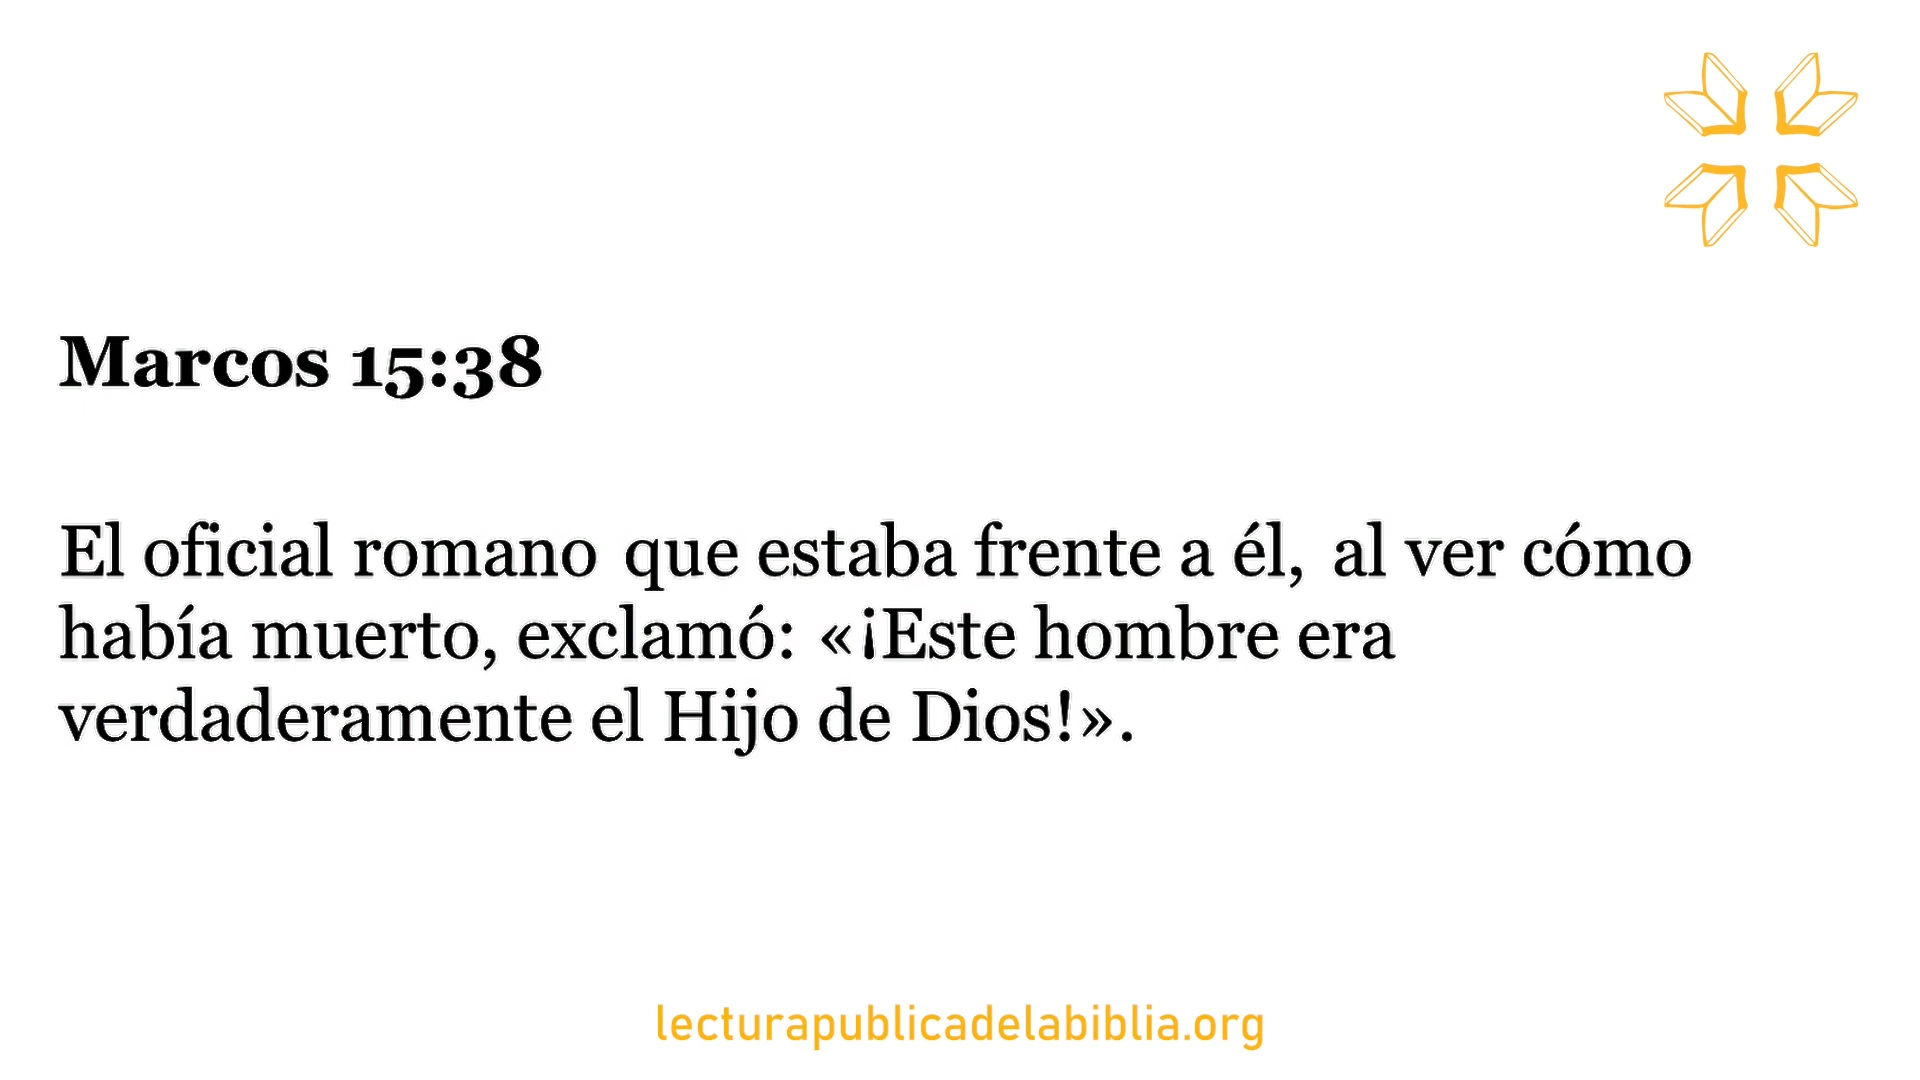 Marcos 15:38
El oficial romano que estaba frente a él, al ver cómo
había muerto, exclamó: «¡Este hombre era
verdaderamente el Hijo de Dios!».
lecturapublicadelabiblia.org